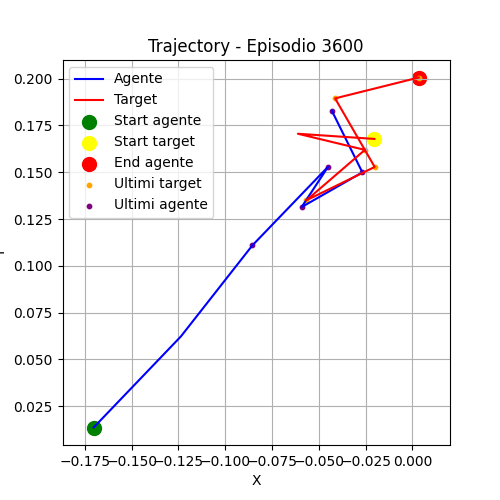 Trajectory - Episodio 3600
Agente
Target
Start agente
Start target
End agente
Ultimi target
Ultimi agente
0.200
0.175
0.150
0.125
0.100
0.075
0.050
0.025
−0.175 −0.150 −0.125 −0.100 −0.075 −0.050 −0.025 0.000
X